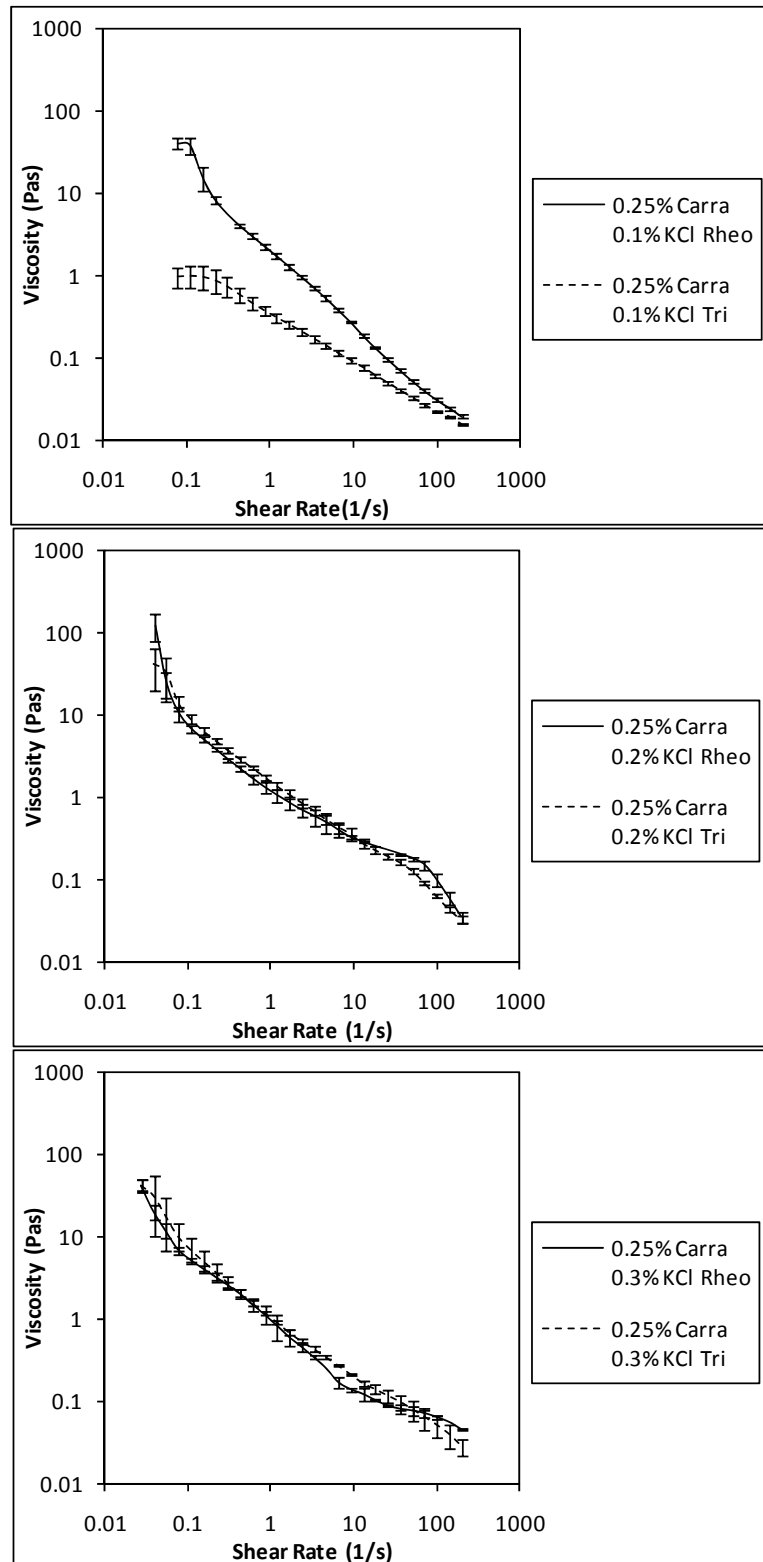 1000
100
10
1
0.1
0.01
Viscosity (Pas)
0.01 0.1 1 10 100 1000
Shear Rate(1/s)
0.25% Carra
0.1% KCl Rheo
0.25% Carra
0.1% KCl Tri
1000
100
10
1
0.1
0.01
Viscosity (Pas)
0.01 0.1 1 10 100 1000
Shear Rate (1/s)
0.25% Carra
0.2% KCl Rheo
0.25% Carra
0.2% KCl Tri
1000
100
10
1
0.1
0.01
Viscosity (Pas)
0.01 0.1 1 10 100 1000
Shear Rate (1/s)
0.25% Carra
0.3% KCl Rheo
0.25% Carra
0.3% KCl Tri